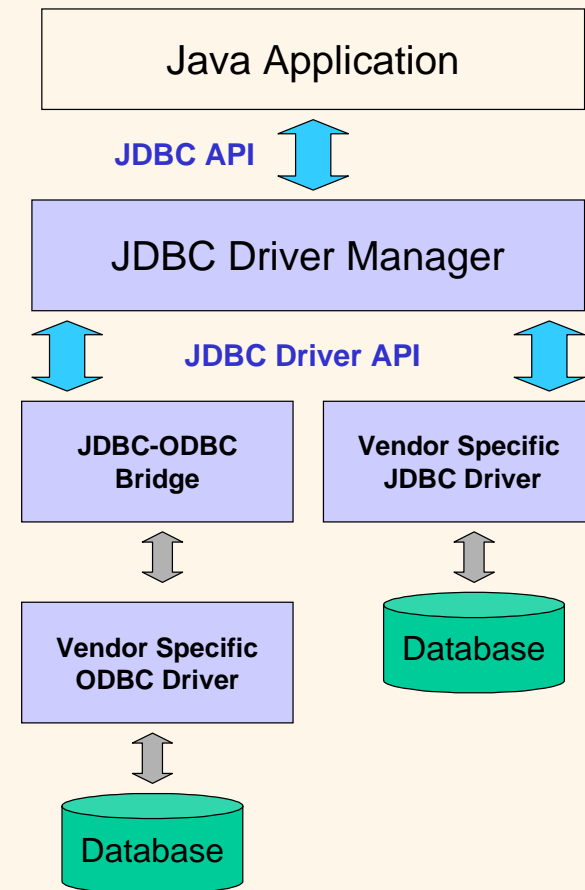 Java Application
JDBC API
JDBC Driver Manager
JDBC Driver API
JDBC-ODBC
Bridge
Vendor Specific
JDBC Driver
Vendor Specific
ODBC Driver
Database
Database